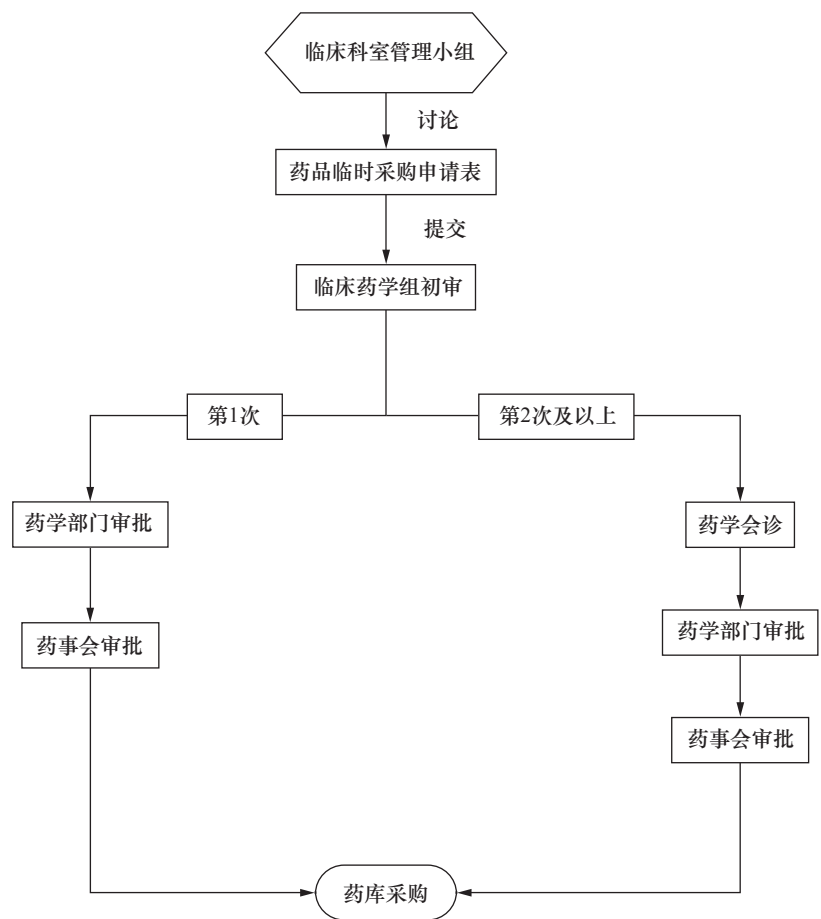 临床科室管理小组
讨论
药品临时采购申请表
提交
临床药学组初审
第1次
第2次及以上
药学部门审批
药学会诊
药事会审批
药学部门审批
药事会审批
药库采购